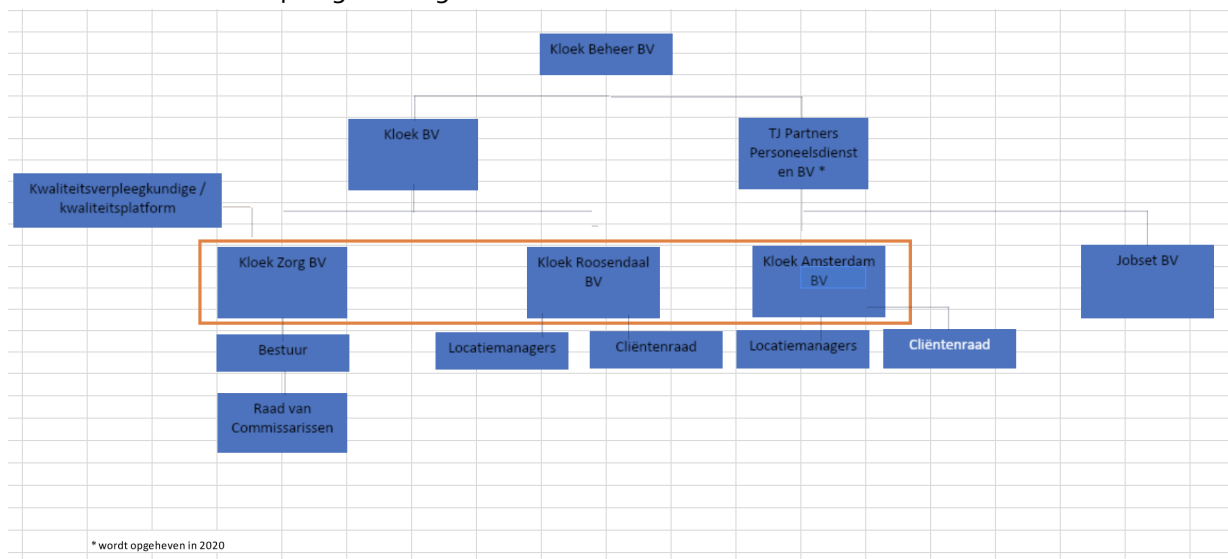 Kloek Beheer BV
Kloek BV
TJ Partners
Personeelsdienst
en BV *
Kwaliteitsverpleegkundige /
kwaliteitsplatform
Kloek Zorg BV
Kloek Roosendaal
BV
Kloek Amsterdam
BV
Jobset BV
Bestuur
Locatiemanagers
Cliëntenraad
Locatiemanagers
Cliëntenraad
Raad van
Commissarissen
* wordt opgeheven in 2020